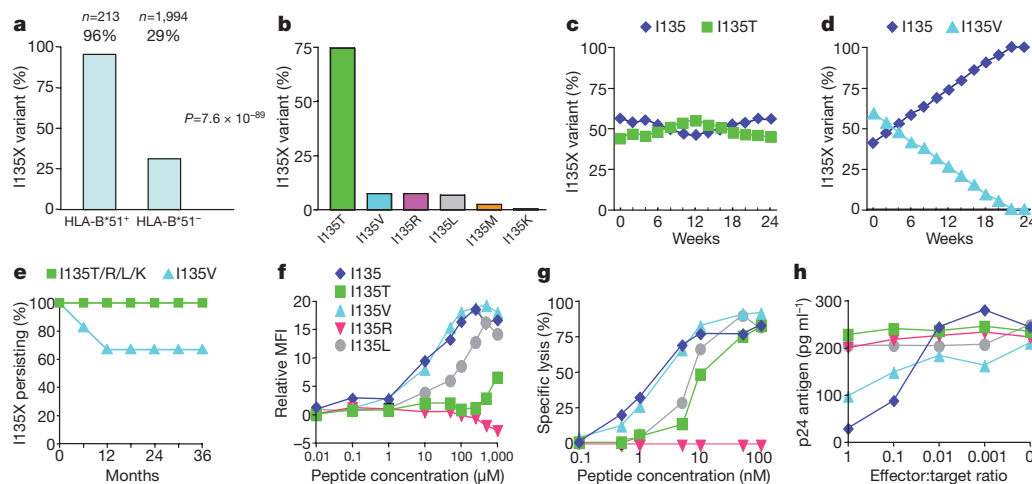 a
n=213
n=1,994
96%
29%
I135X variant (%)
100
75
50
25
0
P=7.6 × 10⁻⁸⁹
HLA-B*51⁺
HLA-B*51⁻
b
I135X variant (%)
75
50
25
0
I135T
I135V
I135R
I135L
I135M
I135K
c
I135
I135T
I135X variant (%)
100
75
50
25
0
0
6
12
18
24
Weeks
d
I135
I135V
I135X variant (%)
100
75
50
25
0
0
6
12
18
24
Weeks
e
I135T/R/L/K
I135V
I135X persisting (%)
100
80
60
40
20
0
0
12
24
36
Months
f
I135
I135T
I135V
I135R
I135L
Relative MFI
20
15
10
5
0
–5
0.01
0.1
1
10
100
1,000
Peptide concentration (μM)
g
Specific lysis (%)
100
75
50
25
0
0.1
1
10
100
Peptide concentration (nM)
h
p24 antigen (pg ml⁻¹)
300
200
100
0
1
0.1
0.01
0.001
0
Effector:target ratio